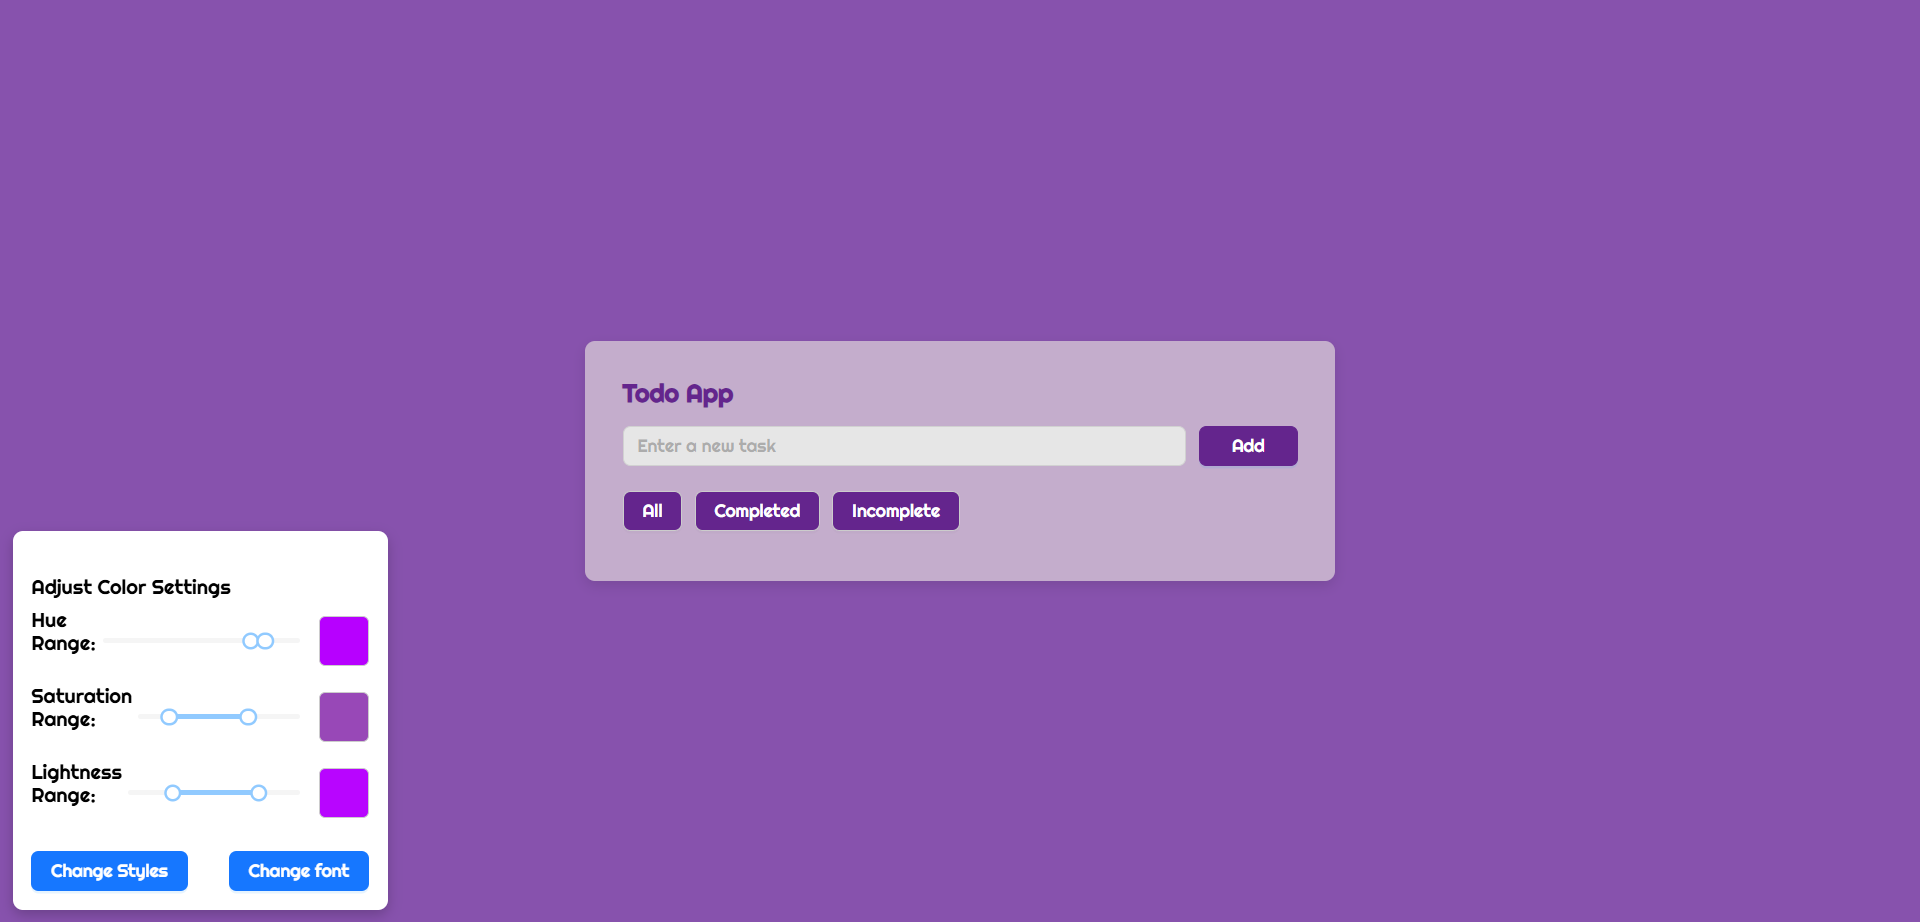 Todo App
Enter a new task
Add
All
Completed
Incomplete
Adjust Color Settings
Hue
Range:
Saturation
Range:
Lightness
Range:
Change Styles
Change font